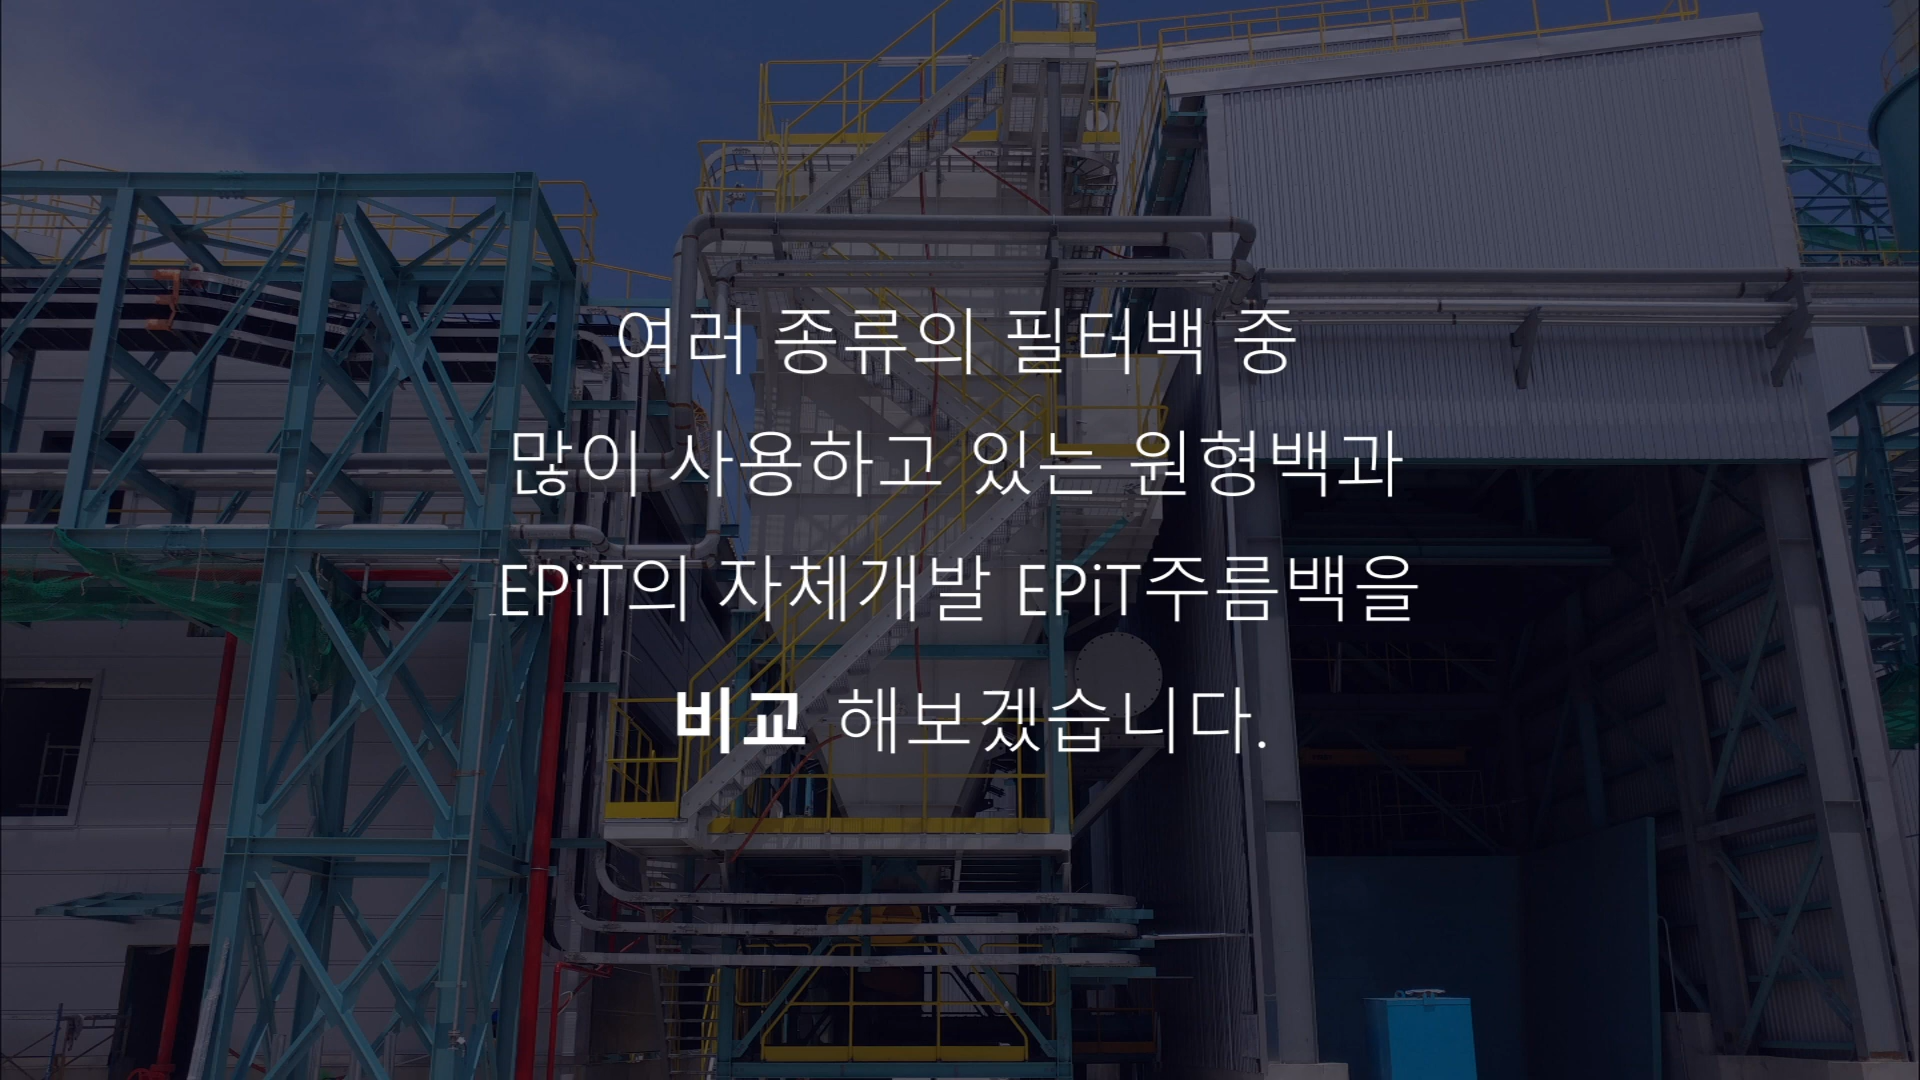 여러 종류의 필터백 중
많이 사용하고 있는 원형백과
EPiT의 자체개발 EPiT주름백을
비교 해보겠습니다.